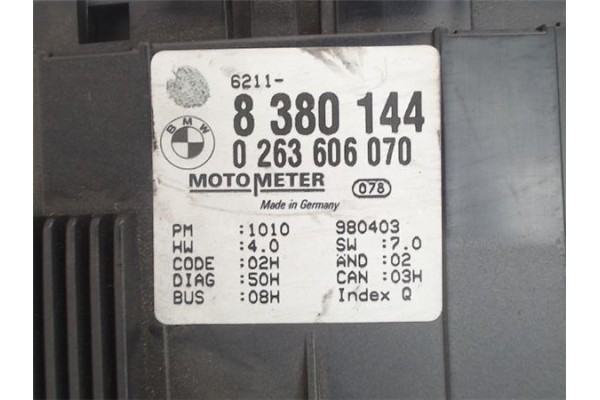 6211-
8 380 144
BMW
0 263 606 070
MOTOMETER 078
Made in Germany
PM :1010 980403
HW :4.0 SW :7.0
CODE :02H ÄND :02
DIAG :50H CAN :03H
BUS :08H Index Q